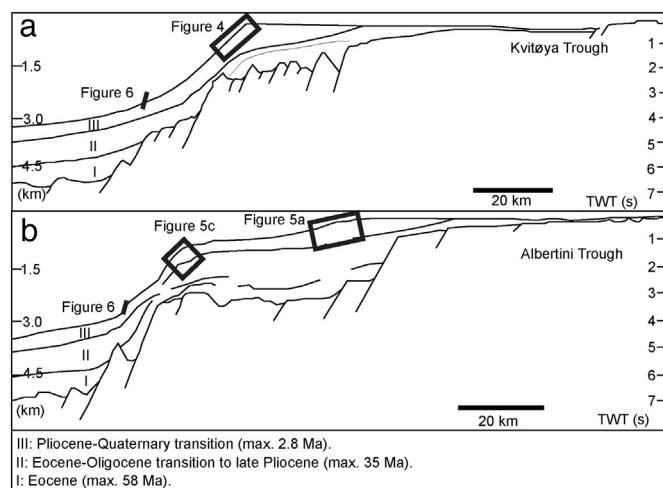 a
Figure 4
Kvitøya Trough
1
1.5
Figure 6
2
3
3.0
III
4
II
5
4.5
I
6
(km)
20 km
TWT (s)
7
b
Figure 5c
Figure 5a
1
Albertini Trough
1.5
2
Figure 6
3
3.0
III
4
II
5
4.5
I
6
(km)
20 km
7
TWT (s)
III: Pliocene-Quaternary transition (max. 2.8 Ma).
II: Eocene-Oligocene transition to late Pliocene (max. 35 Ma).
I: Eocene (max. 58 Ma).